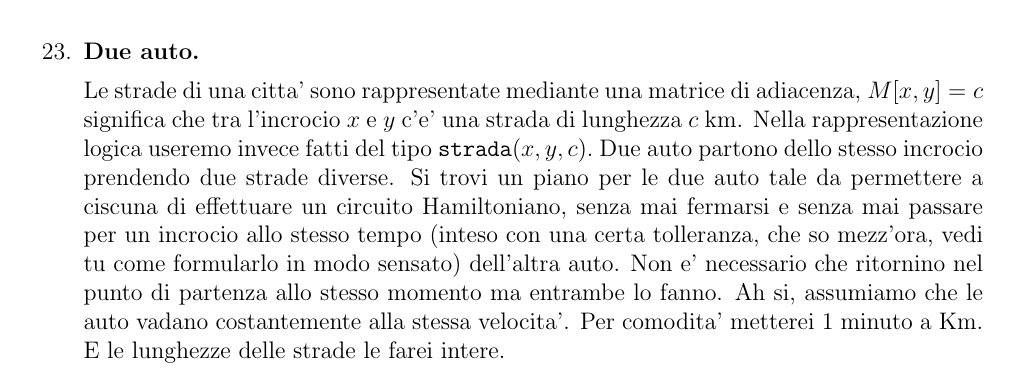 23. Due auto.
Le strade di una citta' sono rappresentate mediante una matrice di adiacenza, M[x, y] = c
significa che tra l'incrocio x e y c'e' una strada di lunghezza c km. Nella rappresentazione
logica useremo invece fatti del tipo strada(x, y, c). Due auto partono dello stesso incrocio
prendendo due strade diverse. Si trovi un piano per le due auto tale da permettere a
ciscuna di effettuare un circuito Hamiltoniano, senza mai fermarsi e senza mai passare
per un incrocio allo stesso tempo (inteso con una certa tolleranza, che so mezz'ora, vedi
tu come formularlo in modo sensato) dell'altra auto. Non e' necessario che ritornino nel
punto di partenza allo stesso momento ma entrambe lo fanno. Ah si, assumiamo che le
auto vadano costantemente alla stessa velocita'. Per comodita' metterei 1 minuto a Km.
E le lunghezze delle strade le farei intere.